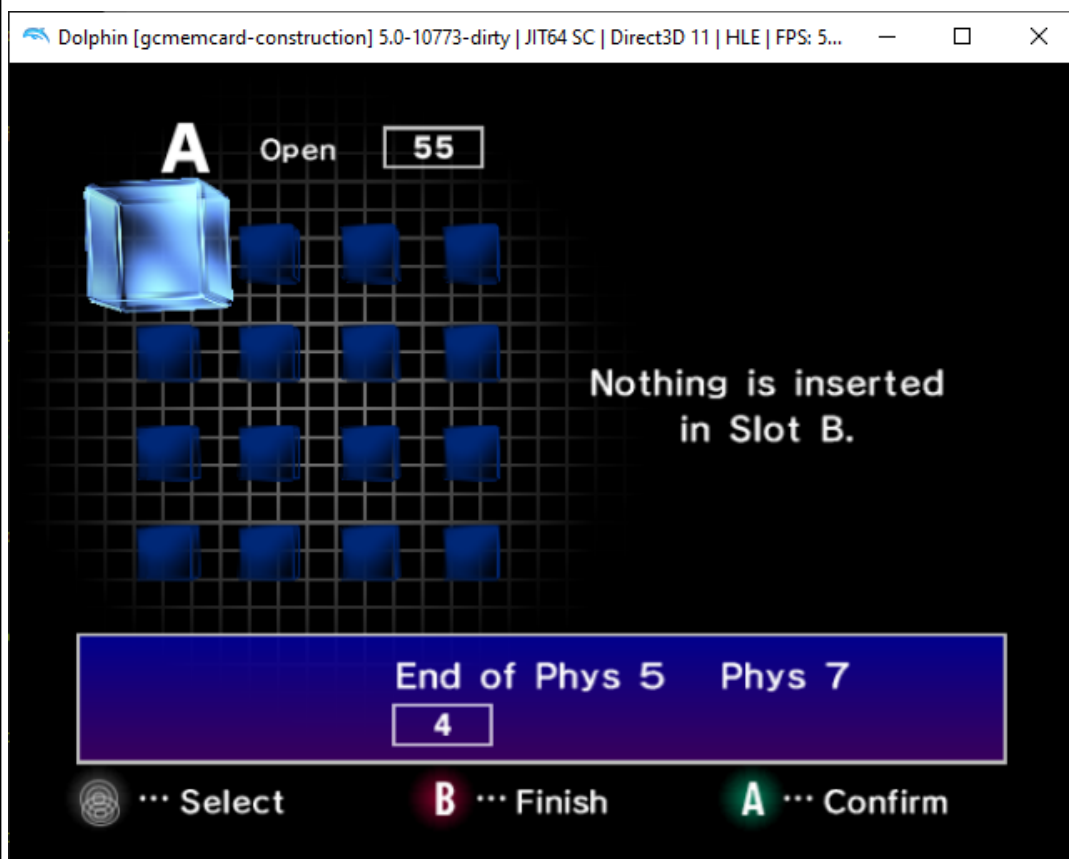 Dolphin [gcmemcard-construction] 5.0-10773-dirty | JIT64 SC | Direct3D 11 | HLE | FPS: 5...
A Open 55
Nothing is inserted
in Slot B.
End of Phys 5 Phys 7
4
··· Select B ··· Finish A ··· Confirm